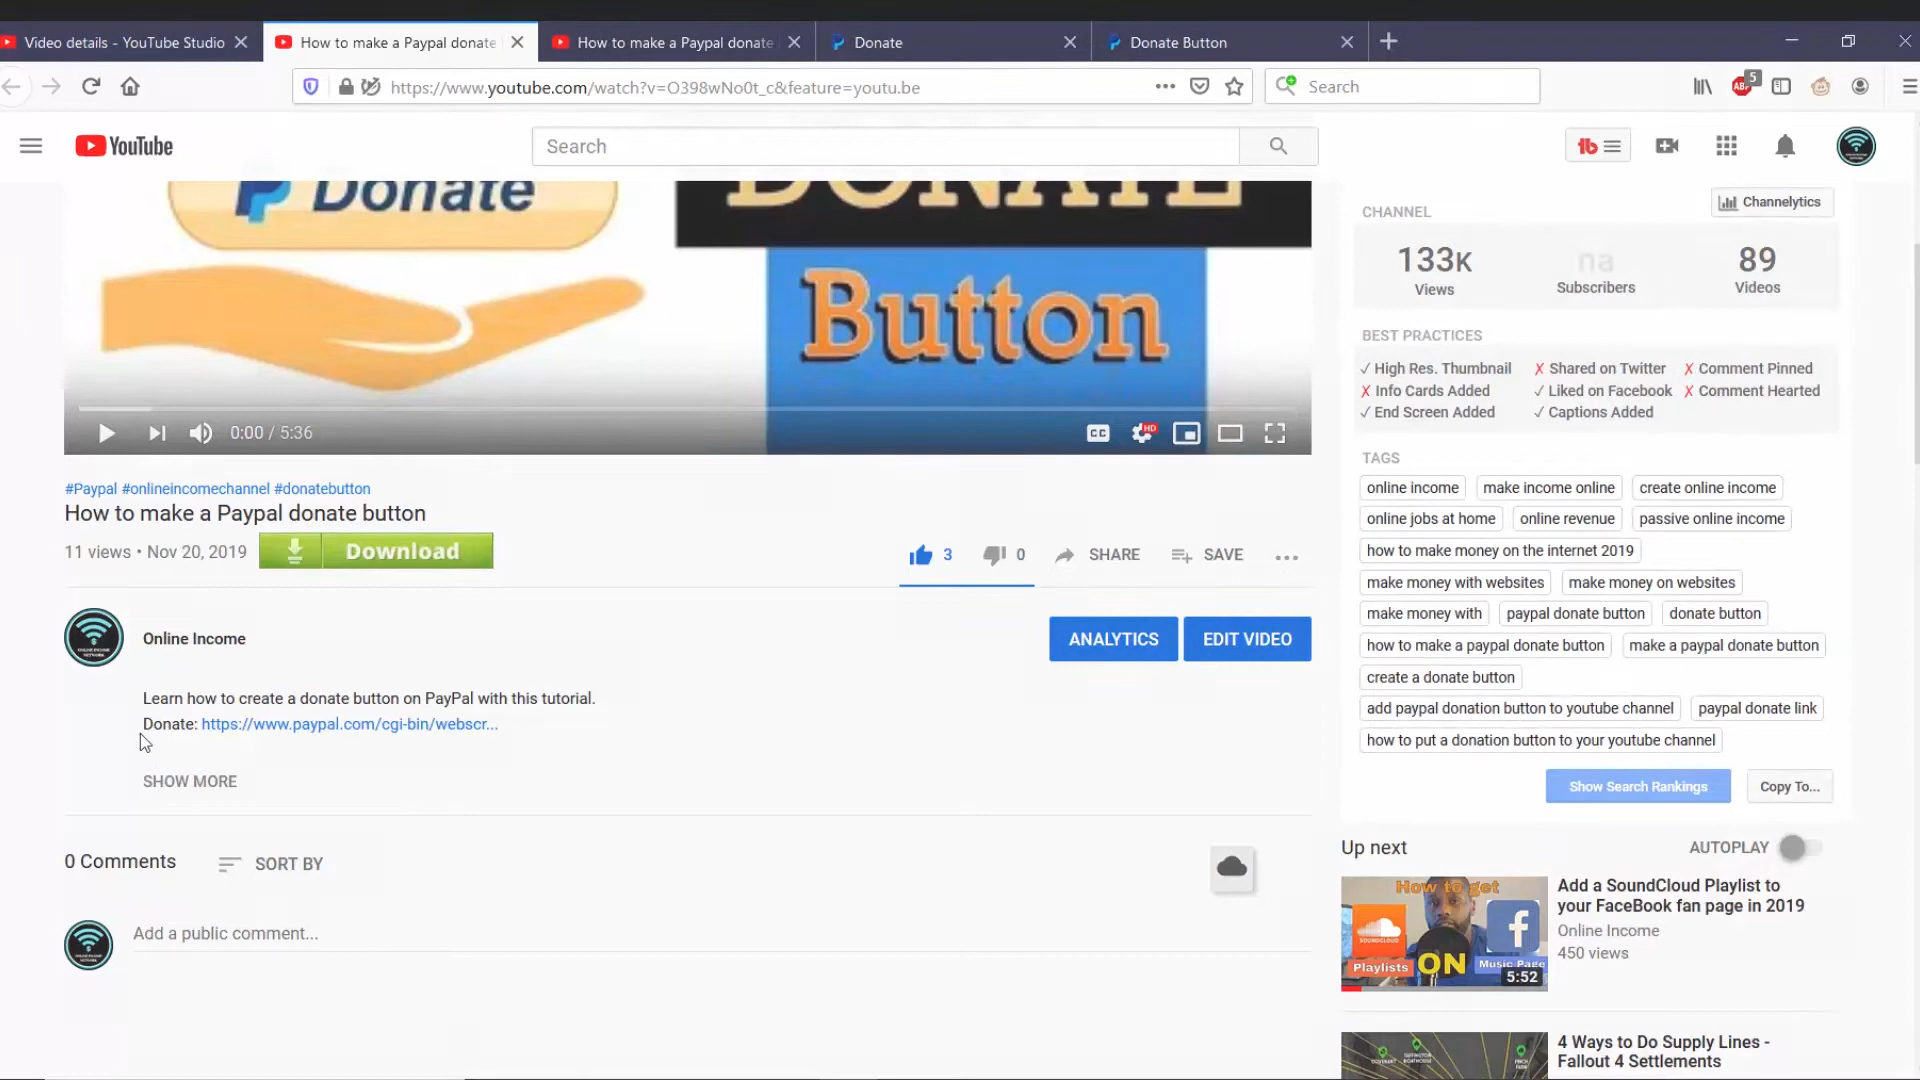 Video details - YouTube Studio
How to make a Paypal donate
How to make a Paypal donate
Donate
Donate Button
https://www.youtube.com/watch?v=O398wNo0t_c&feature=youtu.be
Search
ABP
5
YouTube
Search
tb
Donate
DONATE
Button
0:00 / 5:36
CC
HD
#Paypal #onlineincomechannel #donatebutton
How to make a Paypal donate button
11 views • Nov 20, 2019
Download
3
0
SHARE
SAVE
Online Income
ANALYTICS
EDIT VIDEO
Learn how to create a donate button on PayPal with this tutorial.
Donate: https://www.paypal.com/cgi-bin/webscr...
SHOW MORE
0 Comments
SORT BY
Add a public comment...
CHANNEL
Channelytics
133K
Views
na
Subscribers
89
Videos
BEST PRACTICES
✓ High Res. Thumbnail
✗ Shared on Twitter
✗ Comment Pinned
✗ Info Cards Added
✓ Liked on Facebook
✗ Comment Hearted
✓ End Screen Added
✓ Captions Added
TAGS
online income
make income online
create online income
online jobs at home
online revenue
passive online income
how to make money on the internet 2019
make money with websites
make money on websites
make money with
paypal donate button
donate button
how to make a paypal donate button
make a paypal donate button
create a donate button
add paypal donation button to youtube channel
paypal donate link
how to put a donation button to your youtube channel
Show Search Rankings
Copy To...
Up next
AUTOPLAY
How to get
SOUNDCLOUD
Playlists
ON
Music Page
5:52
Add a SoundCloud Playlist to
your FaceBook fan page in 2019
Online Income
450 views
4 Ways to Do Supply Lines -
Fallout 4 Settlements